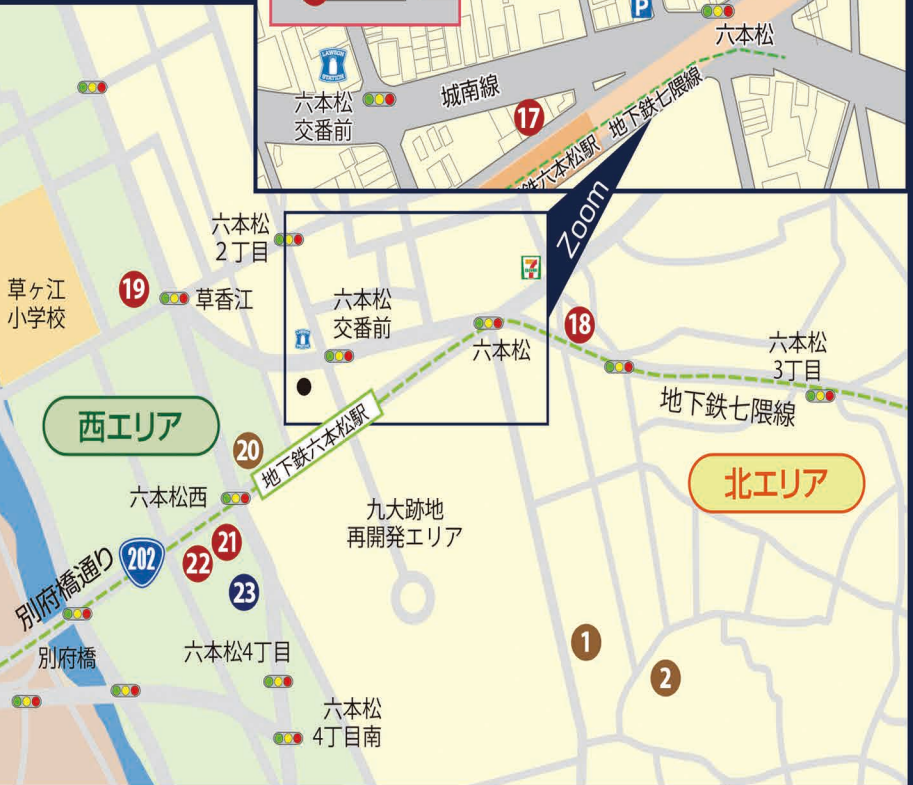 P
六本松
LAWSON
STATION
六本松
交番前
城南線
17
地下鉄七隈線
鉄六本松駅
Zoom
六本松
2丁目
7
19
草香江
草ヶ江
小学校
六本松
交番前
六本松
18
六本松
3丁目
地下鉄七隈線
西エリア
20
地下鉄六本松駅
北エリア
六本松西
九大跡地
再開発エリア
21
22
202
別府橋通り
23
別府橋
六本松4丁目
1
2
六本松
4丁目南